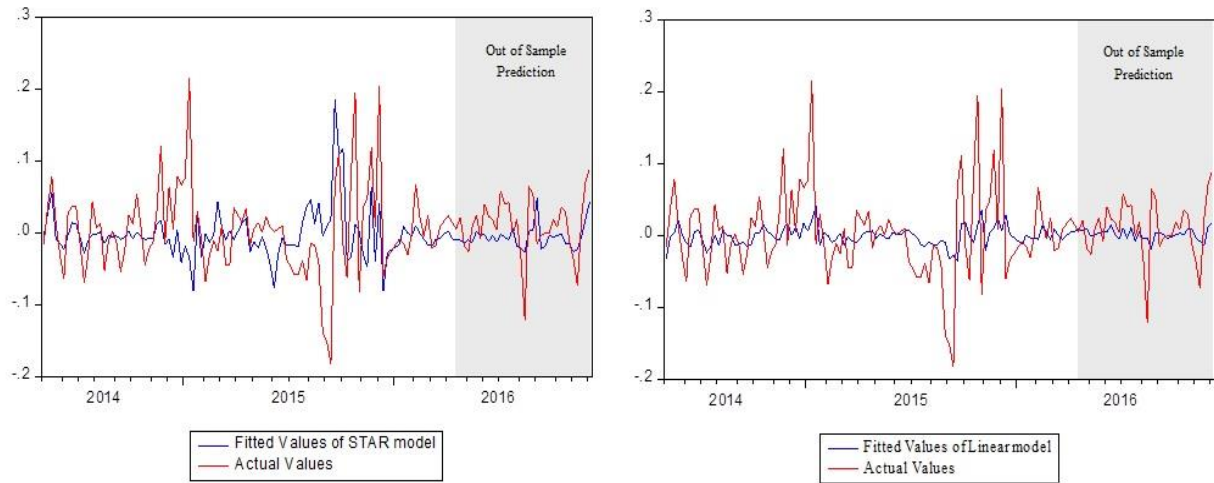 .3
.2
.1
.0
-.1
-.2
Out of Sample
Prediction
2014
2015
2016
Fitted Values of STAR model
Actual Values
.3
.2
.1
.0
-.1
-.2
Out of Sample
Prediction
2014
2015
2016
Fitted Values of Linear model
Actual Values